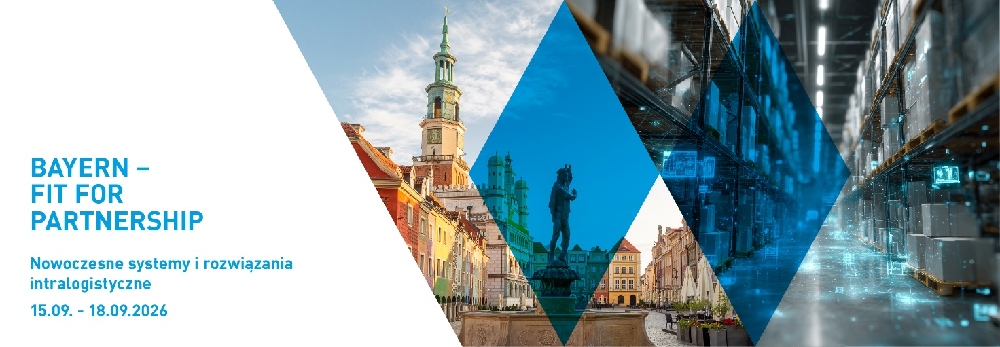 BAYERN –
FIT FOR
PARTNERSHIP
Nowoczesne systemy i rozwiązania
intralogistyczne
15.09. - 18.09.2026